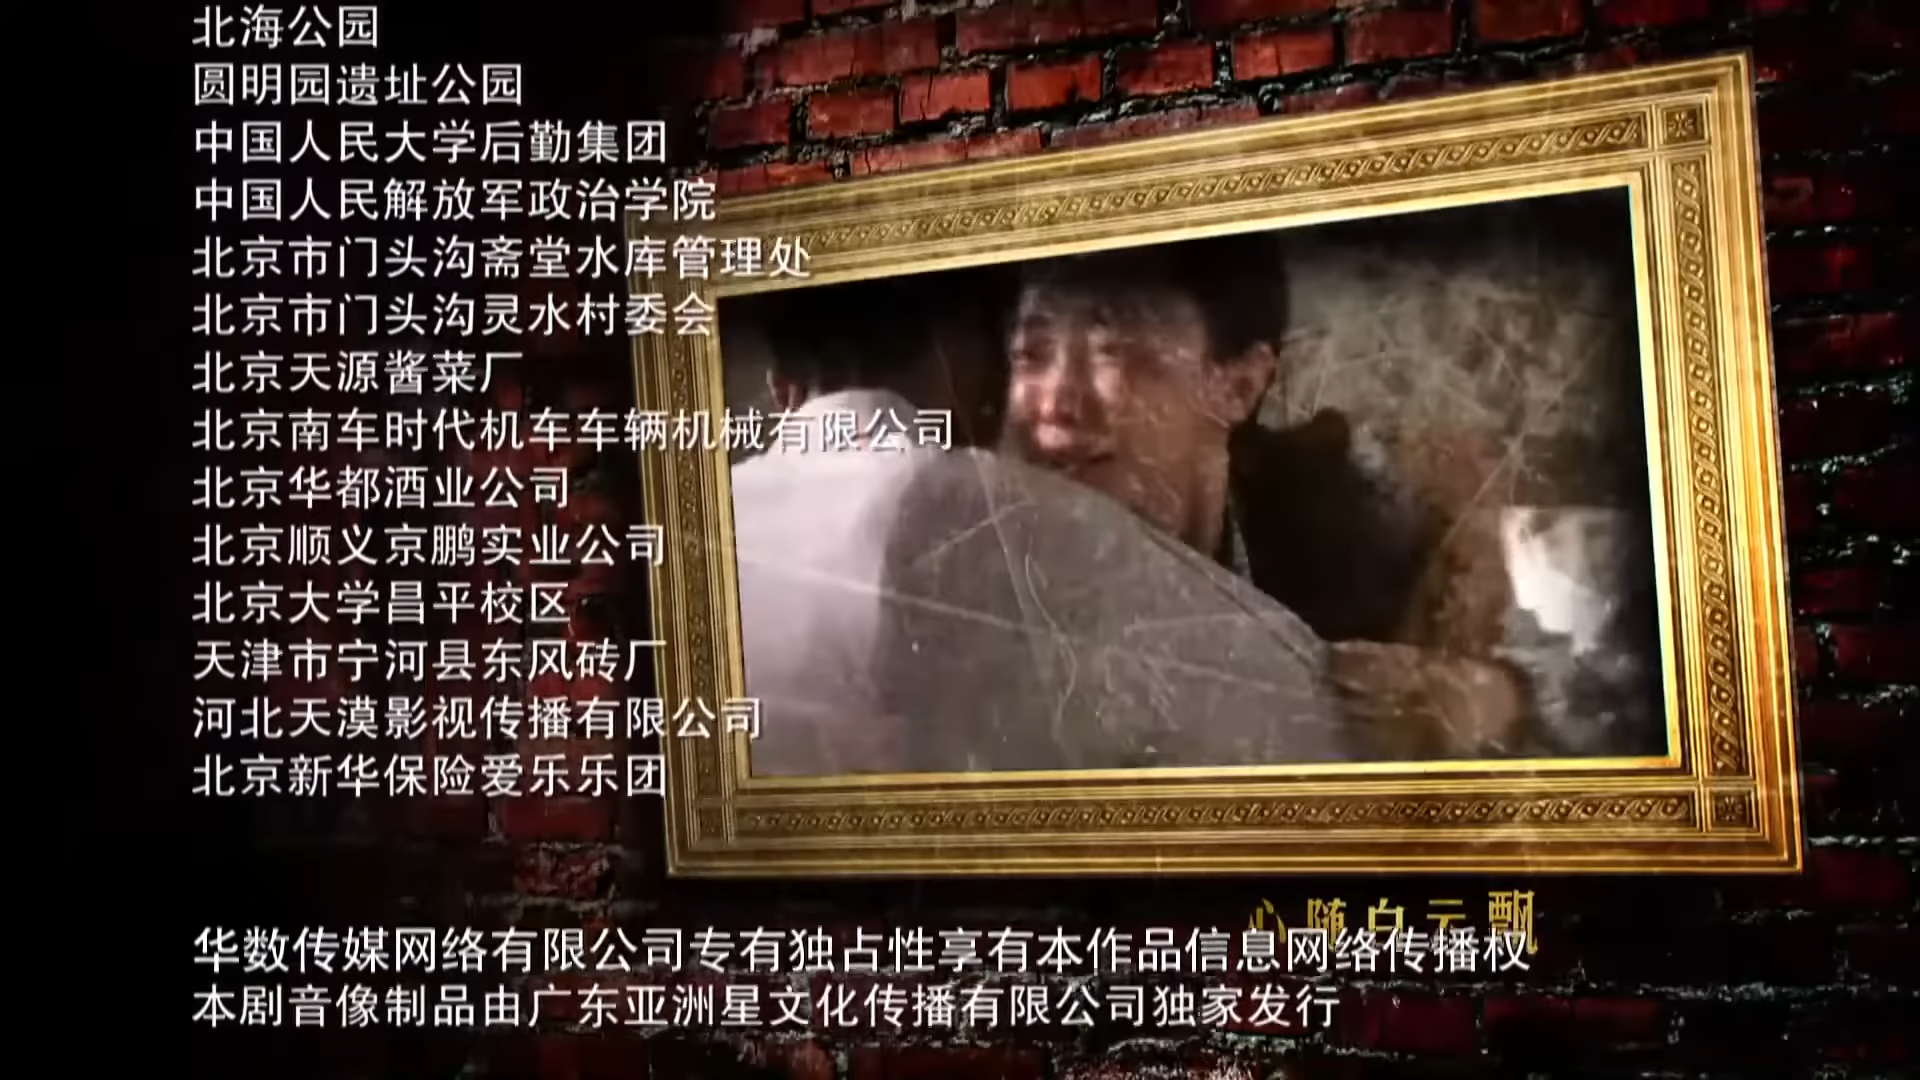 北海公园
圆明园遗址公园
中国人民大学后勤集团
中国人民解放军政治学院
北京市门头沟斋堂水库管理处
北京市门头沟灵水村委会
北京天源酱菜厂
北京南车时代机车车辆机械有限公司
北京华都酒业公司
北京顺义京鹏实业公司
北京大学昌平校区
天津市宁河县东风砖厂
河北天漠影视传播有限公司
北京新华保险爱乐乐团
心随白云飘
华数传媒网络有限公司专有独占性享有本作品信息网络传播权
本剧音像制品由广东亚洲星文化传播有限公司独家发行